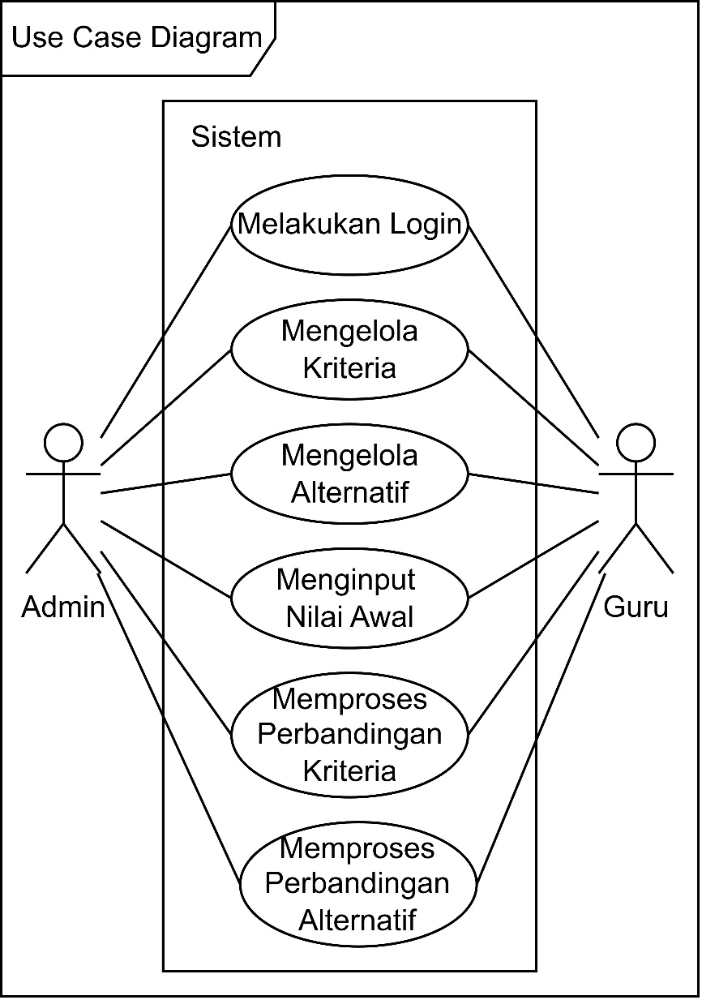 Use Case Diagram
Sistem
Melakukan Login
Mengelola
Kriteria
Mengelola
Alternatif
Menginput
Nilai Awal
Memproses
Perbandingan
Kriteria
Memproses
Perbandingan
Alternatif
Admin
Guru